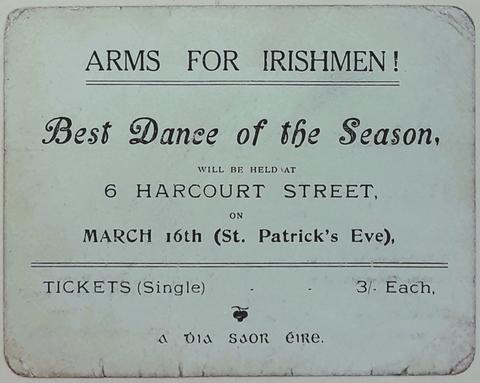 ARMS FOR IRISHMEN!
Best Dance of the Season,
WILL BE HELD AT
6 HARCOURT STREET,
ON
MARCH 16th (St. Patrick's Eve),
TICKETS (Single) - - 3/- Each,
A ḊIA SAOR ÉIRE.